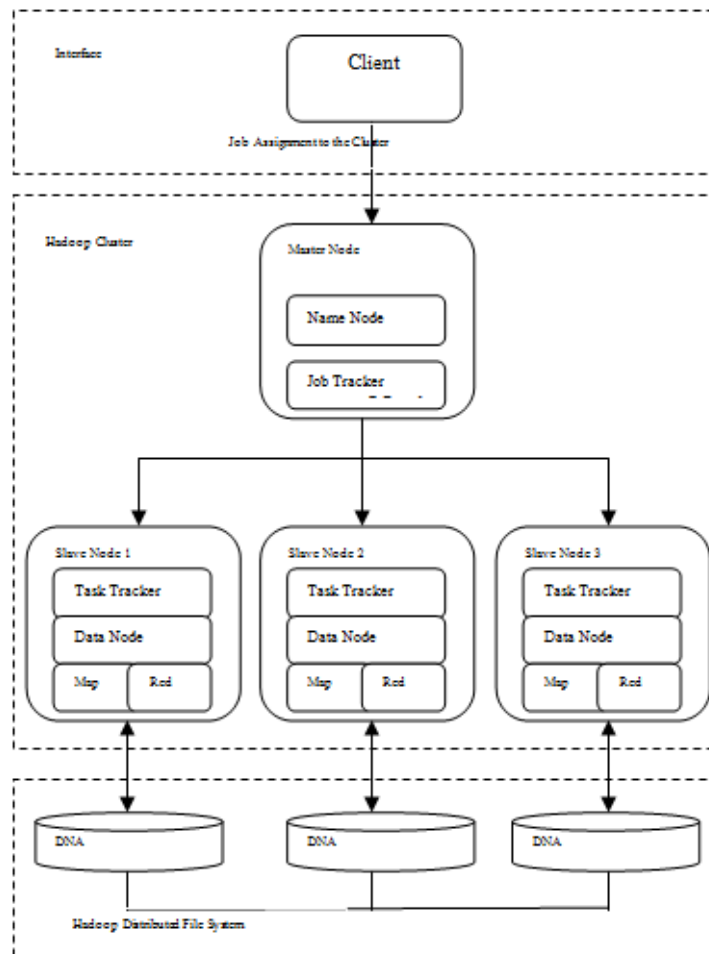 Interface
Client
Job Assignment to the Cluster
Hadoop Cluster
Master Node
Name Node
Job Tracker
Slave Node 1
Slave Node 2
Slave Node 3
Task Tracker
Task Tracker
Task Tracker
Data Node
Data Node
Data Node
Map
Red
Map
Red
Map
Red
DNA
DNA
DNA
Hadoop Distributed File System